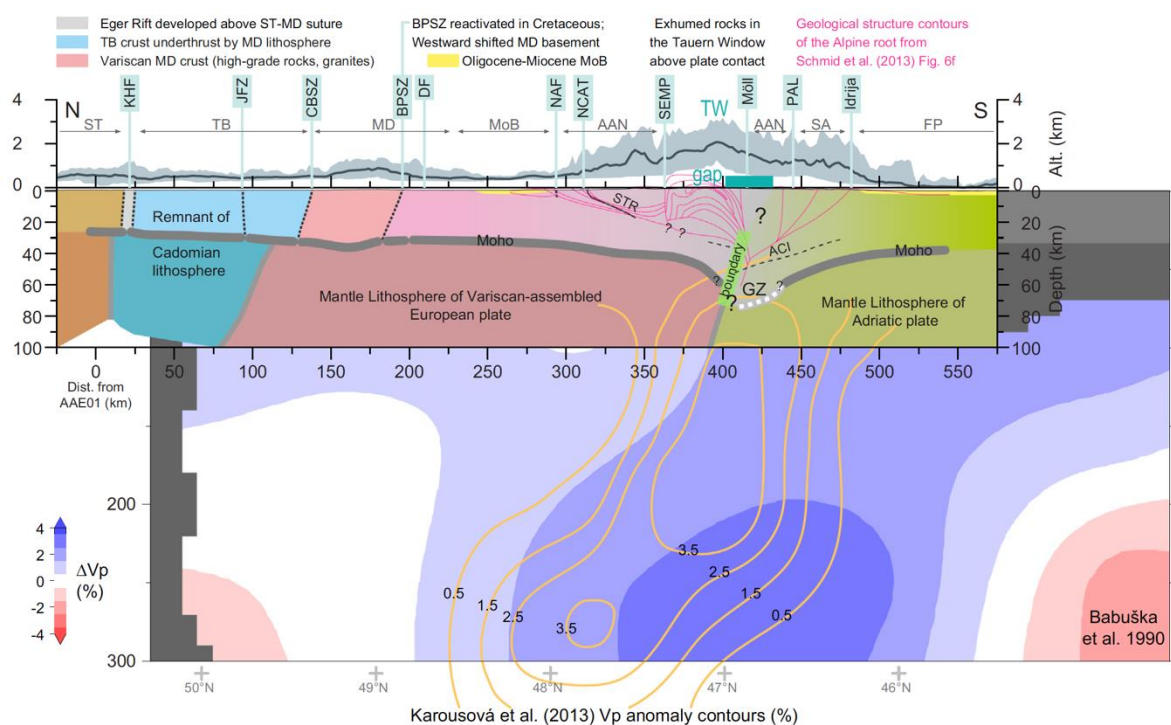 Eger Rift developed above ST-MD suture
TB crust underthrust by MD lithosphere
Variscan MD crust (high-grade rocks, granites)
BPSZ reactivated in Cretaceous;
Westward shifted MD basement
Oligocene-Miocene MoB
Exhumed rocks in
the Tauern Window
above plate contact
Geological structure contours
of the Alpine root from
Schmid et al. (2013) Fig. 6f
KHF
JFZ
CBSZ
BPSZ
DF
NAF
NCAT
SEMP
TW
Möll
PAL
Idrija
N
S
4
2
0
4
2
0
Alt. (km)
ST
TB
MD
MoB
AAN
AAN
SA
FP
gap
0
20
40
60
80
100
0
20
40
60
80
100
Depth (km)
Remnant of
Cadomian
lithosphere
Moho
STR
? ?
?
ACI
Moho
boundary
?
GZ
?
?
Mantle Lithosphere of Variscan-assembled
European plate
Mantle Lithosphere of
Adriatic plate
0 50 100 150 200 250 300 350 400 450 500 550
Dist. from
AAE01 (km)
200
300
4
2
0
-2
-4
ΔVp
(%)
0.5
1.5
2.5
3.5
3.5
2.5
1.5
0.5
Babuška
et al. 1990
50°N 49°N 48°N 47°N 46°N
Karousová et al. (2013) Vp anomaly contours (%)